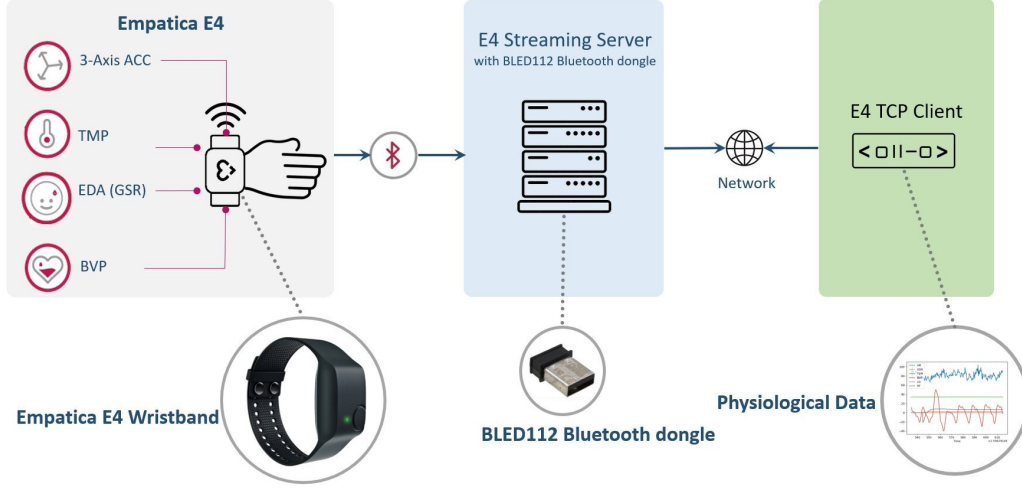 Empatica E4
3-Axis ACC
TMP
EDA (GSR)
BVP
E4 Streaming Server
with BLED112 Bluetooth dongle
Network
E4 TCP Client
Empatica E4 Wristband
BLED112 Bluetooth dongle
Physiological Data